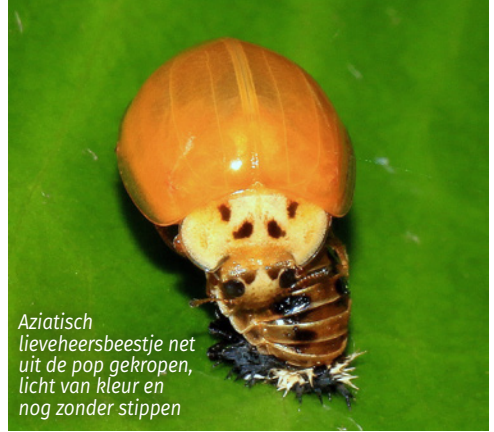 Aziatisch
lieveheersbeestje net
uit de pop gekropen,
licht van kleur en
nog zonder stippen